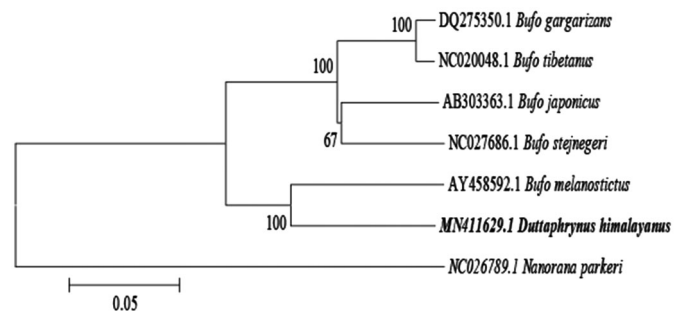 100
DQ275350.1 Bufo gargarizans
NC020048.1 Bufo tibetanus
100
AB303363.1 Bufo japonicus
67
NC027686.1 Bufo stejnegeri
AY458592.1 Bufo melanostictus
100
MN411629.1 Duttaphrynus himalayanus
NC026789.1 Nanorana parkeri
0.05